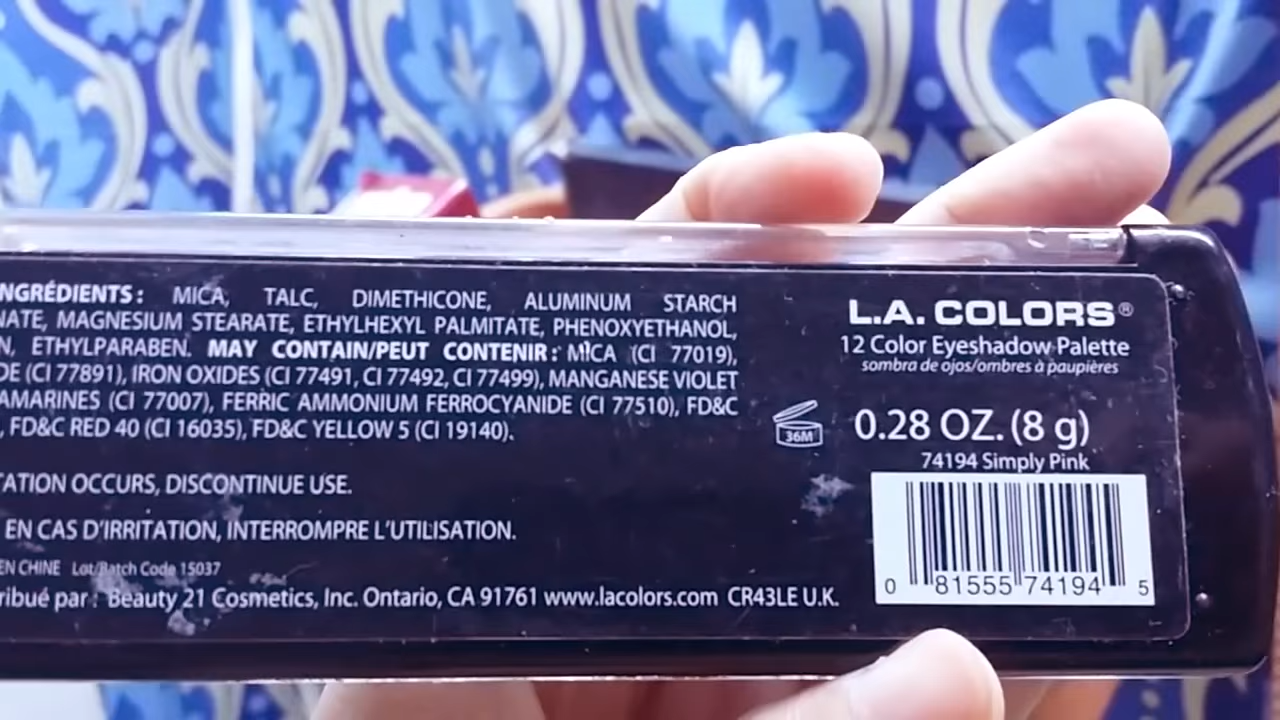 NGRÉDIENTS: MICA, TALC, DIMETHICONE, ALUMINUM STARCH
NATE, MAGNESIUM STEARATE, ETHYLHEXYL PALMITATE, PHENOXYETHANOL,
N, ETHYLPARABEN. MAY CONTAIN/PEUT CONTENIR: MICA (CI 77019),
DE (CI 77891), IRON OXIDES (CI 77491, CI 77492, CI 77499), MANGANESE VIOLET
AMARINES (CI 77007), FERRIC AMMONIUM FERROCYANIDE (CI 77510), FD&C
, FD&C RED 40 (CI 16035), FD&C YELLOW 5 (CI 19140).
TATION OCCURS, DISCONTINUE USE.
EN CAS D'IRRITATION, INTERROMPRE L'UTILISATION.
EN CHINE Lot/Batch Code 15037
ribué par: Beauty 21 Cosmetics, Inc. Ontario, CA 91761 www.lacolors.com CR43LE U.K.
36M
L.A. COLORS®
12 Color Eyeshadow Palette
sombra de ojos/ombres à paupières
0.28 OZ. (8 g)
74194 Simply Pink
0 81555 74194 5